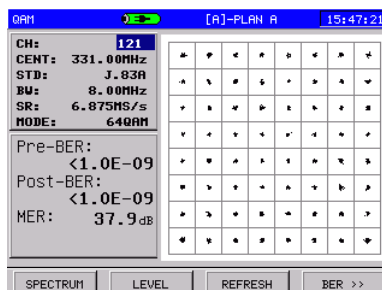 QAM [A]-PLAN A 15:47:21
CH: 121
CENT: 331.00MHz
STD: J.83A
BW: 8.00MHz
SR: 6.875MS/s
MODE: 64QAM
Pre-BER:
<1.0E-09
Post-BER:
<1.0E-09
MER: 37.9dB
SPECTRUM LEVEL REFRESH BER >>